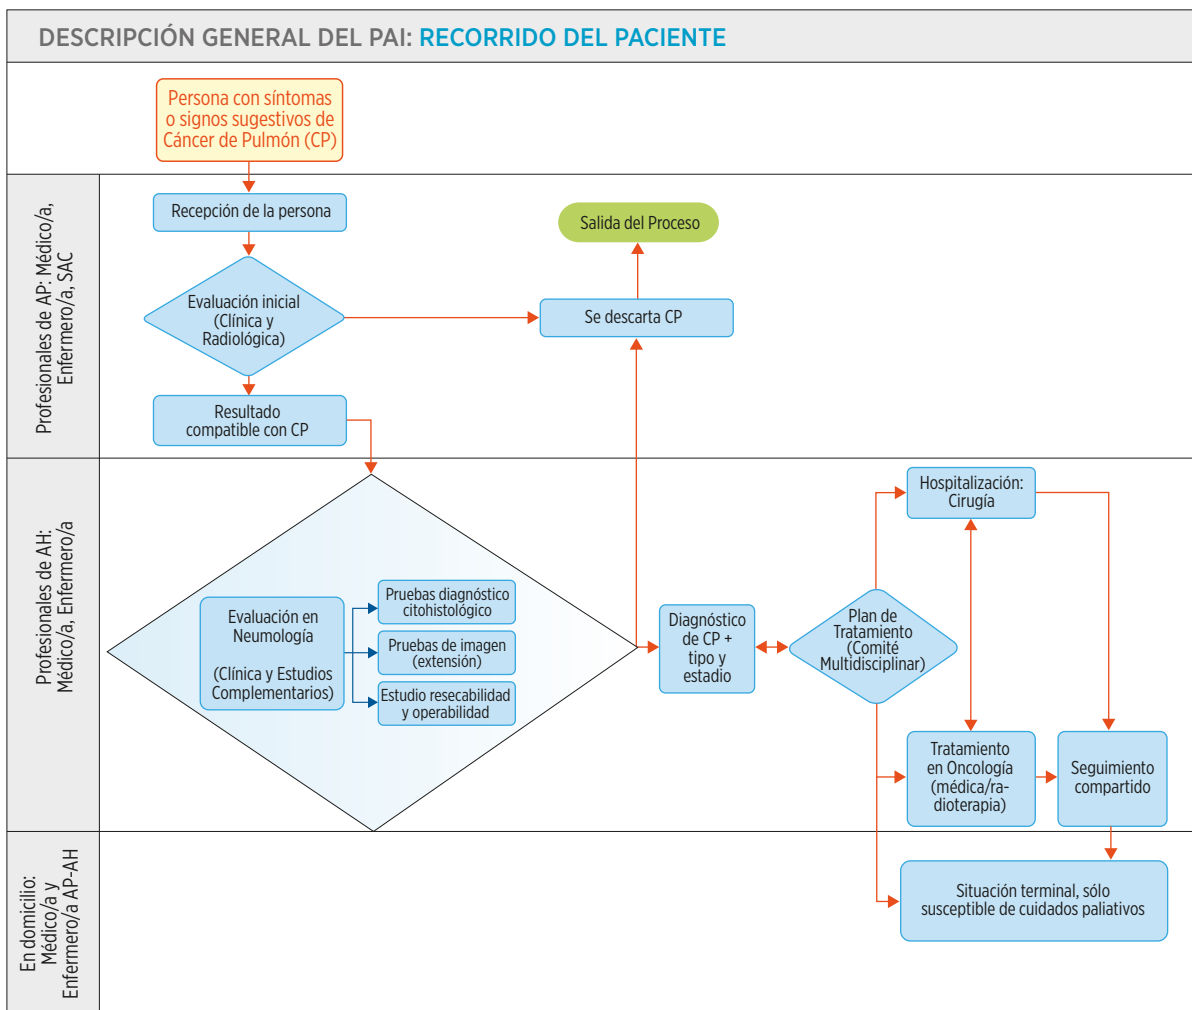 DESCRIPCIÓN GENERAL DEL PAI: RECORRIDO DEL PACIENTE
Persona con síntomas
o signos sugestivos de
Cáncer de Pulmón (CP)
Profesionales de AP: Médico/a,
Enfermero/a, SAC
Recepción de la persona
Salida del Proceso
Evaluación inicial
(Clínica y
Radiológica)
Se descarta CP
Resultado
compatible con CP
Profesionales de AH:
Médico/a, Enfermero/a
Evaluación en
Neumología
(Clínica y Estudios
Complementarios)
Pruebas diagnóstico
citohistológico
Pruebas de imagen
(extensión)
Estudio resecabilidad
y operabilidad
Diagnóstico
de CP +
tipo y
estadio
Plan de
Tratamiento
(Comité
Multidisciplinar)
Hospitalización:
Cirugía
Tratamiento
en Oncología
(médica/ra-
dioterapia)
Seguimiento
compartido
En domicilio:
Médico/a y
Enfermero/a AP-AH
Situación terminal, sólo
susceptible de cuidados paliativos